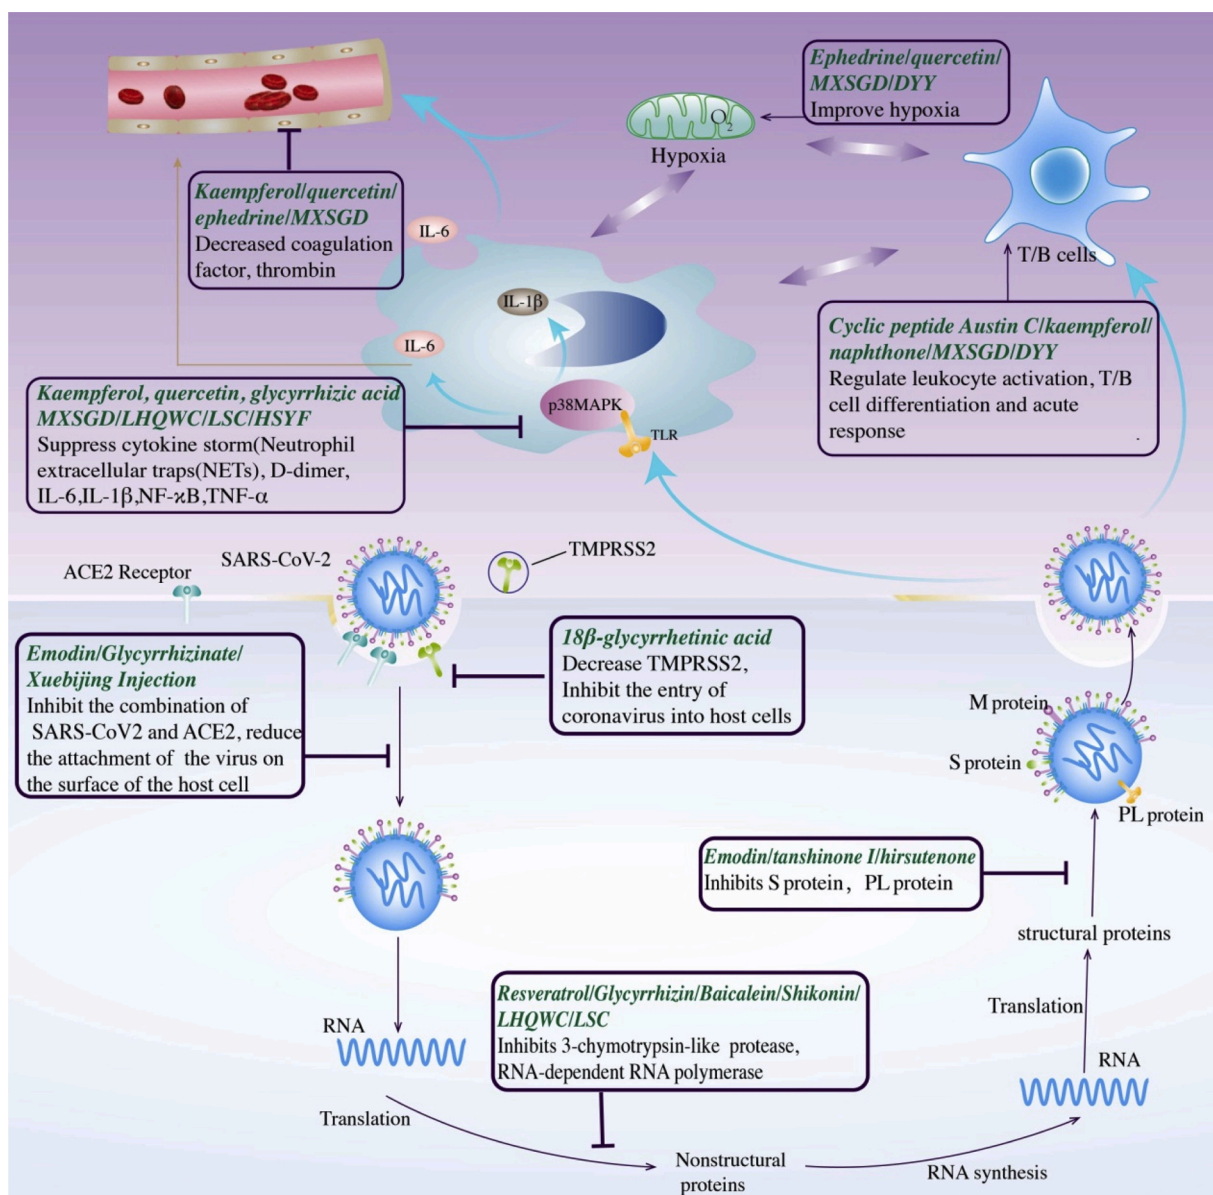 Ephedrine/quercetin/
MXSGD/DYY
Improve hypoxia
O2
Hypoxia
Kaempferol/quercetin/
ephedrine/MXSGD
Decreased coagulation
factor, thrombin
IL-6
T/B cells
IL-1β
IL-6
Cyclic peptide Austin C/kaempferol/
naphthone/MXSGD/DYY
Regulate leukocyte activation, T/B
cell differentiation and acute
response
.
Kaempferol, quercetin, glycyrrhizic acid
MXSGD/LHQWC/LSC/HSYF
Suppress cytokine storm(Neutrophil
extracellular traps(NETs), D-dimer,
IL-6,IL-1β,NF-ϰB,TNF-α
p38MAPK
TLR
SARS-CoV-2
TMPRSS2
ACE2 Receptor
Emodin/Glycyrrhizinate/
Xuebijing Injection
Inhibit the combination of
SARS-CoV2 and ACE2, reduce
the attachment of the virus on
the surface of the host cell
18β-glycyrrhetinic acid
Decrease TMPRSS2,
Inhibit the entry of
coronavirus into host cells
M protein
S protein
PL protein
Emodin/tanshinone I/hirsutenone
Inhibits S protein, PL protein
structural proteins
Resveratrol/Glycyrrhizin/Baicalein/Shikonin/
LHQWC/LSC
Inhibits 3-chymotrypsin-like protease,
RNA-dependent RNA polymerase
Translation
RNA
RNA
Translation
Nonstructural
proteins
RNA synthesis